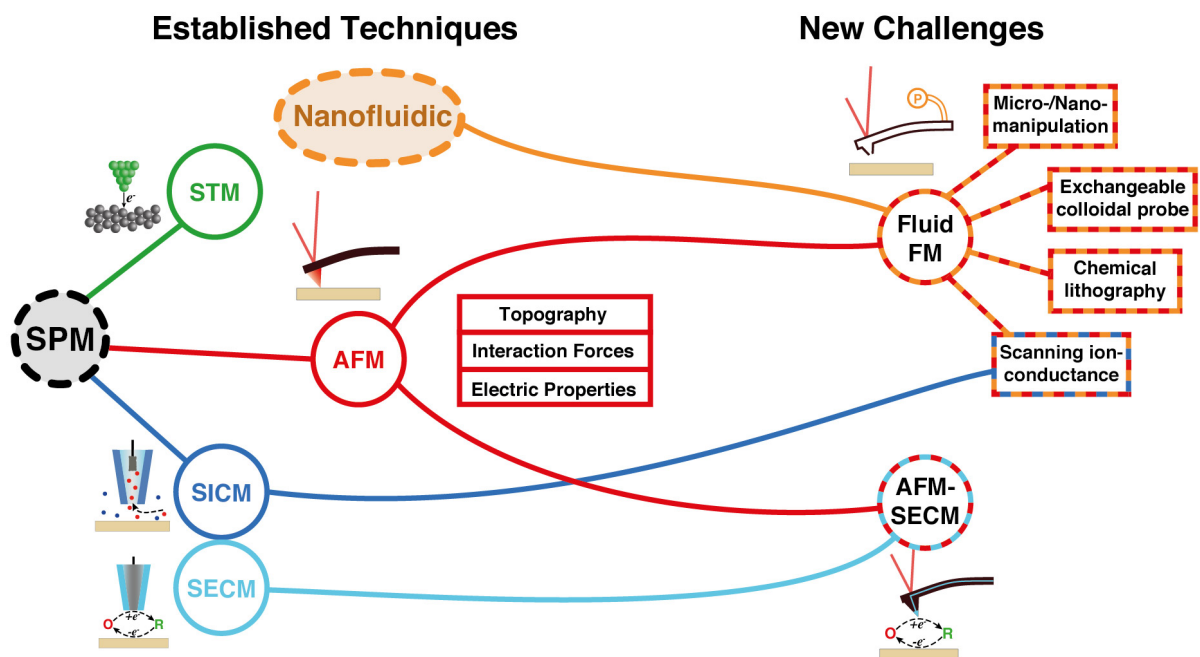 Established Techniques
New Challenges
Nanofluidic
P
Micro-/Nano-
manipulation
STM
e-
Exchangeable
colloidal probe
Fluid
FM
Chemical
lithography
SPM
AFM
Topography
Interaction Forces
Electric Properties
Scanning ion-
conductance
SICM
AFM-
SECM
SECM
+e-
O
R
-e-
+e-
O
R
-e-